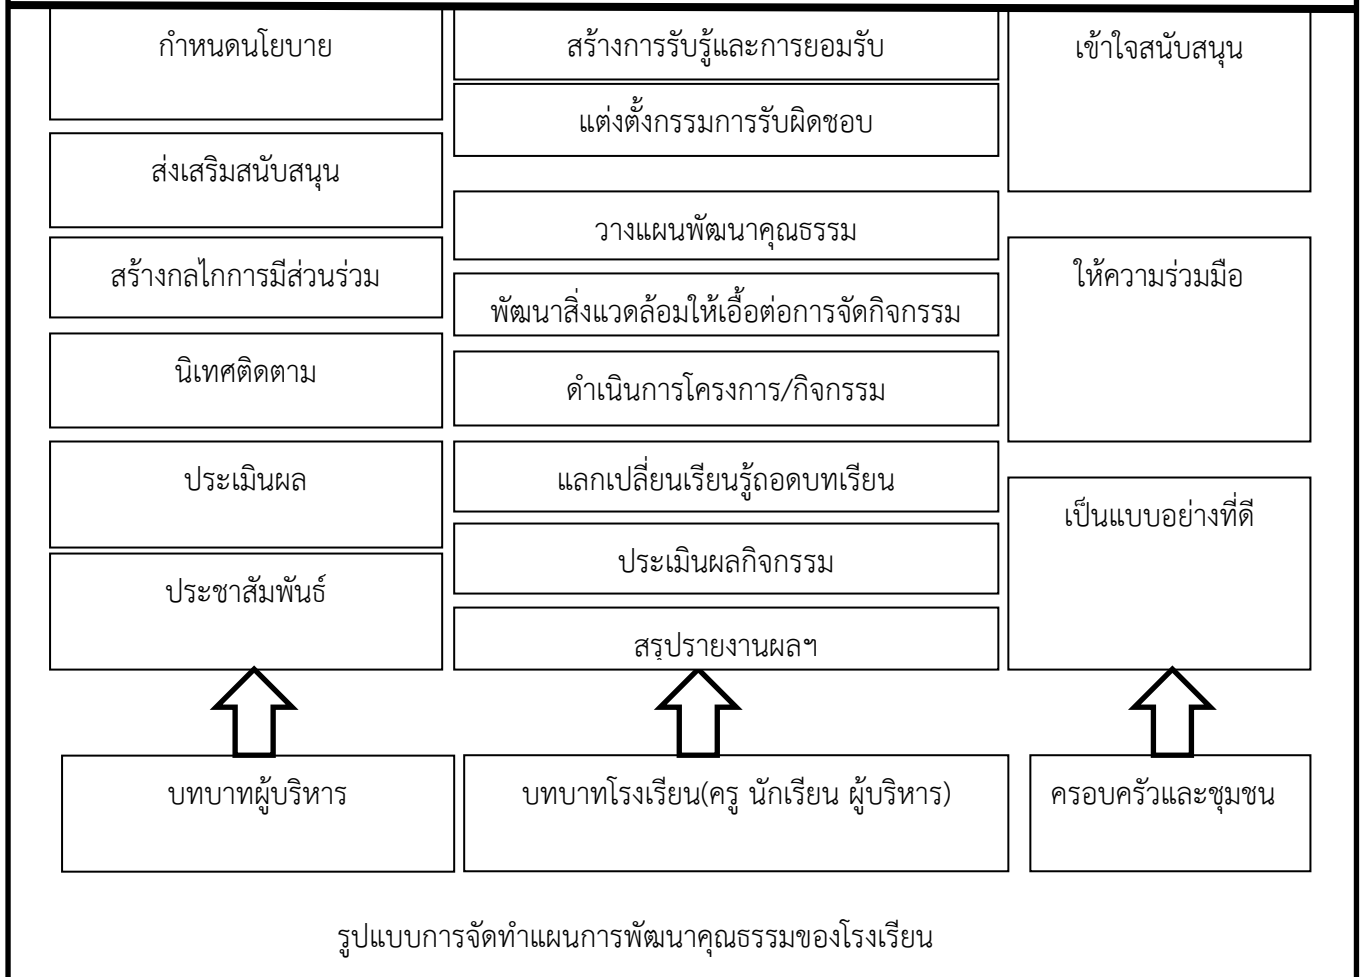 กำหนดนโยบาย
ส่งเสริมสนับสนุน
สร้างกลไกการมีส่วนร่วม
นิเทศติดตาม
ประเมินผล
ประชาสัมพันธ์
บทบาทผู้บริหาร
สร้างการรับรู้และการยอมรับ
แต่งตั้งกรรมการรับผิดชอบ
วางแผนพัฒนาคุณธรรม
พัฒนาสิ่งแวดล้อมให้เอื้อต่อการจัดกิจกรรม
ดำเนินการโครงการ/กิจกรรม
แลกเปลี่ยนเรียนรู้ถอดบทเรียน
ประเมินผลกิจกรรม
สรุปรายงานผลฯ
บทบาทโรงเรียน(ครู นักเรียน ผู้บริหาร)
เข้าใจสนับสนุน
ให้ความร่วมมือ
เป็นแบบอย่างที่ดี
ครอบครัวและชุมชน
รูปแบบการจัดทำแผนการพัฒนาคุณธรรมของโรงเรียน